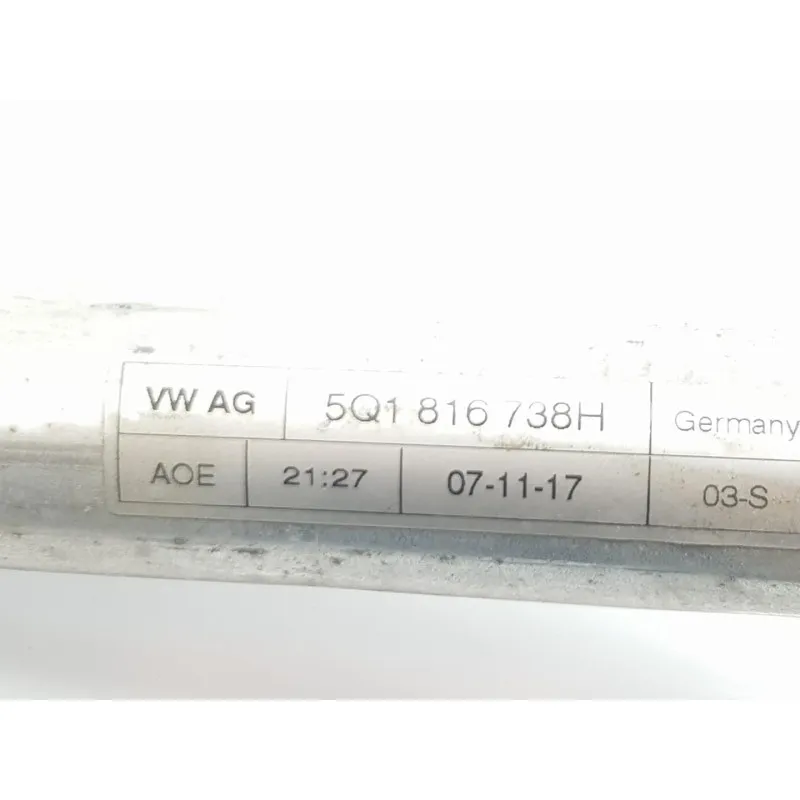 VW AG 5Q1 816 738H Germany
AOE 21:27 07-11-17 03-S